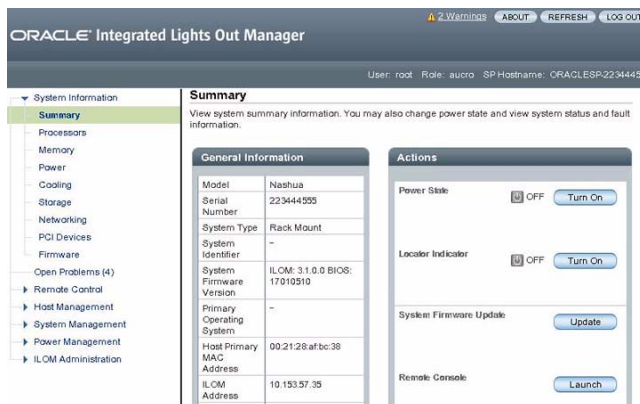 2 Warnings ABOUT REFRESH LOG OUT
ORACLE Integrated Lights Out Manager
User: root Role: aucro SP Hostname: ORACLESP-2234445
System Information
Summary
Processors
Memory
Power
Cooling
Storage
Networking
PCI Devices
Firmware
Open Problems (4)
Remote Control
Host Management
System Management
Power Management
ILOM Administration
Summary
View system summary information. You may also change power state and view system status and fault
information.
General Information
Model Nashua
Serial
Number 223444555
System Type Rack Mount
System
Identifier -
System
Firmware
Version ILOM: 3.1.0.0 BIOS:
17010510
Primary
Operating
System -
Host Primary
MAC
Address 00:21:28:af:bc:38
ILOM
Address 10.153.57.35
Actions
Power State OFF Turn On
Locator Indicator OFF Turn On
System Firmware Update Update
Remote Console Launch